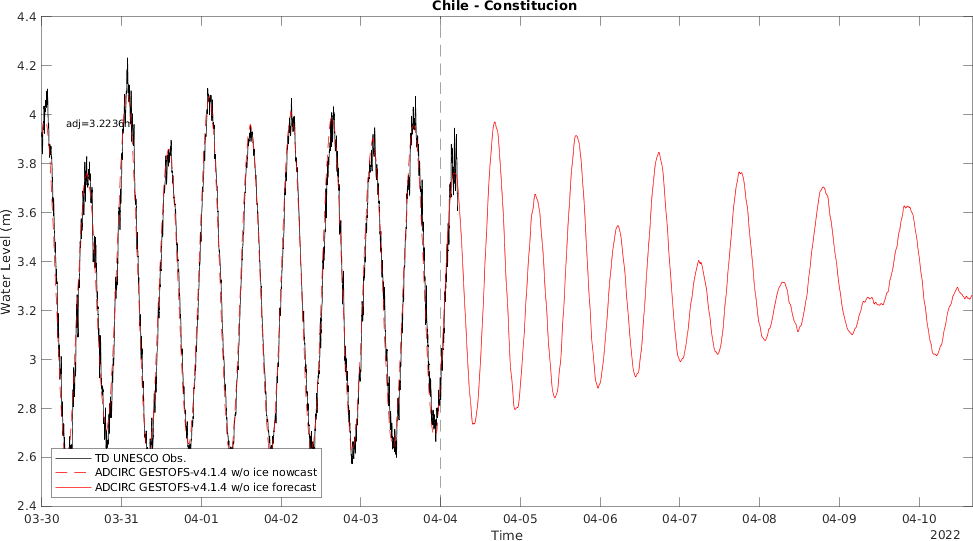 Chile - Constitucion
4.4
4.2
4
3.8
3.6
3.4
3.2
3
2.8
2.6
2.4
Water Level (m)
adj=3.2236m
TD UNESCO Obs.
ADCIRC GESTOFS-v4.1.4 w/o ice nowcast
ADCIRC GESTOFS-v4.1.4 w/o ice forecast
03-30 03-31 04-01 04-02 04-03 04-04 04-05 04-06 04-07 04-08 04-09 04-10
Time
2022